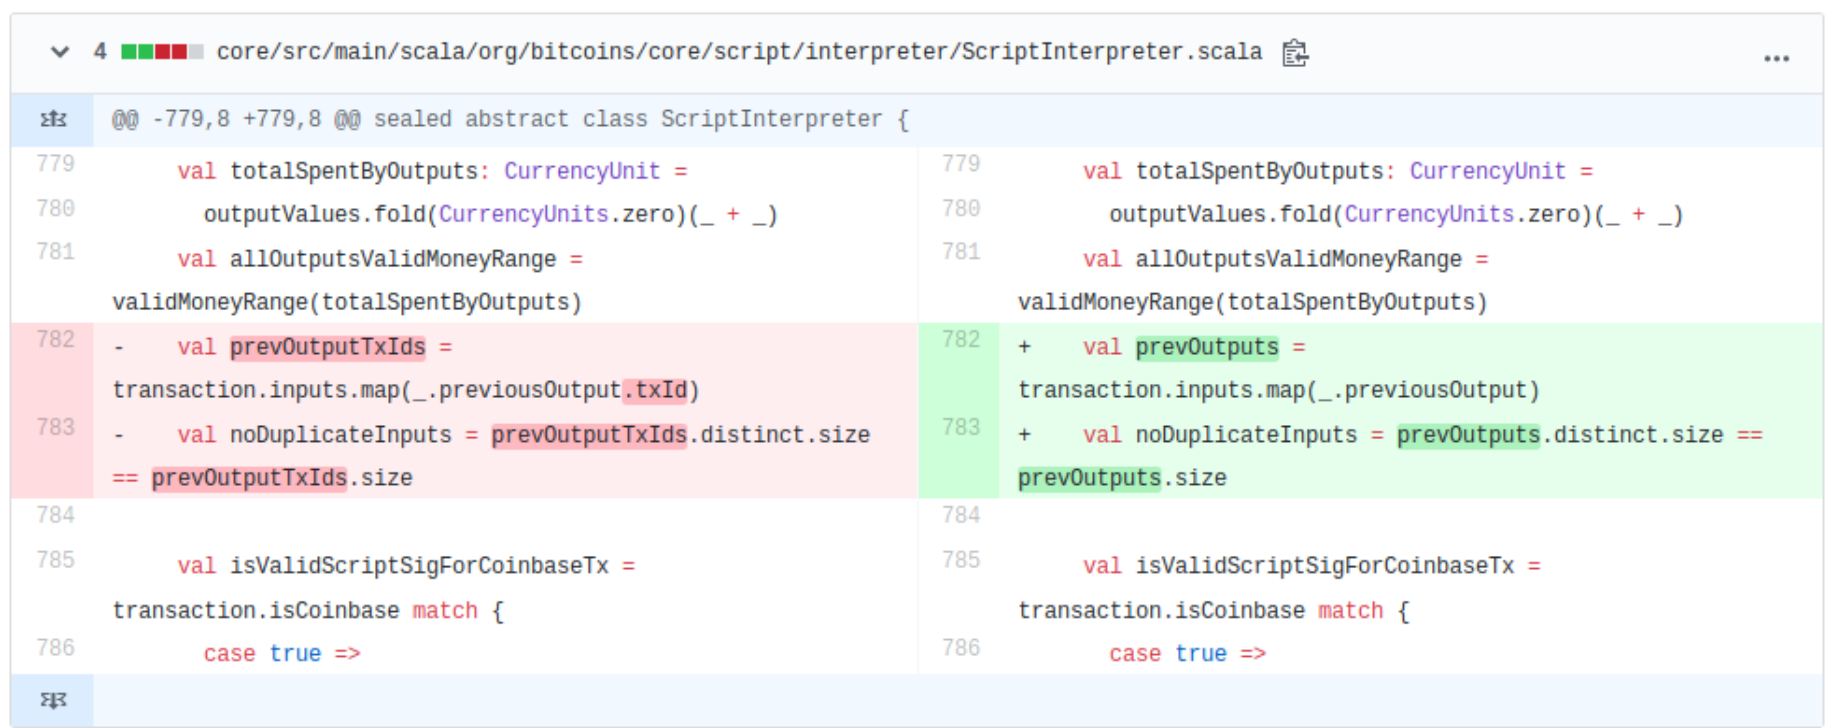 4 core/src/main/scala/org/bitcoins/core/script/interpreter/ScriptInterpreter.scala
@@ -779,8 +779,8 @@ sealed abstract class ScriptInterpreter {
779 val totalSpentByOutputs: CurrencyUnit =
780 outputValues.fold(CurrencyUnits.zero)(_ + _)
781 val allOutputsValidMoneyRange =
validMoneyRange(totalSpentByOutputs)
782 - val prevOutputTxIds =
transaction.inputs.map(_.previousOutput.txId)
783 - val noDuplicateInputs = prevOutputTxIds.distinct.size
== prevOutputTxIds.size
784
785 val isValidScriptSigForCoinbaseTx =
transaction.isCoinbase match {
786 case true =>
779 val totalSpentByOutputs: CurrencyUnit =
780 outputValues.fold(CurrencyUnits.zero)(_ + _)
781 val allOutputsValidMoneyRange =
validMoneyRange(totalSpentByOutputs)
782 + val prevOutputs =
transaction.inputs.map(_.previousOutput)
783 + val noDuplicateInputs = prevOutputs.distinct.size ==
prevOutputs.size
784
785 val isValidScriptSigForCoinbaseTx =
transaction.isCoinbase match {
786 case true =>